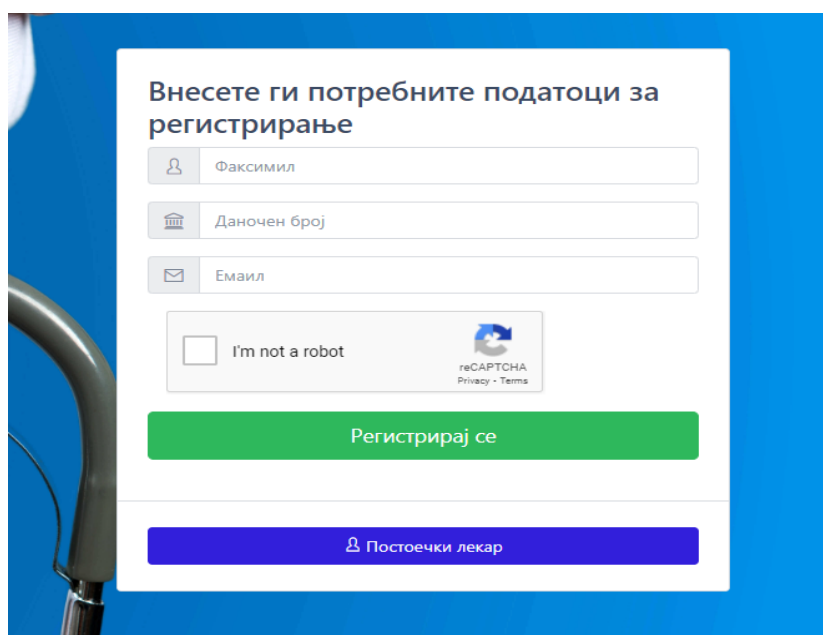 Внесете ги потребните податоци за
регистрирање
Факсимил
Даночен број
Емаил
I'm not a robot
reCAPTCHA
Privacy - Terms
Регистрирај се
Постоечки лекар